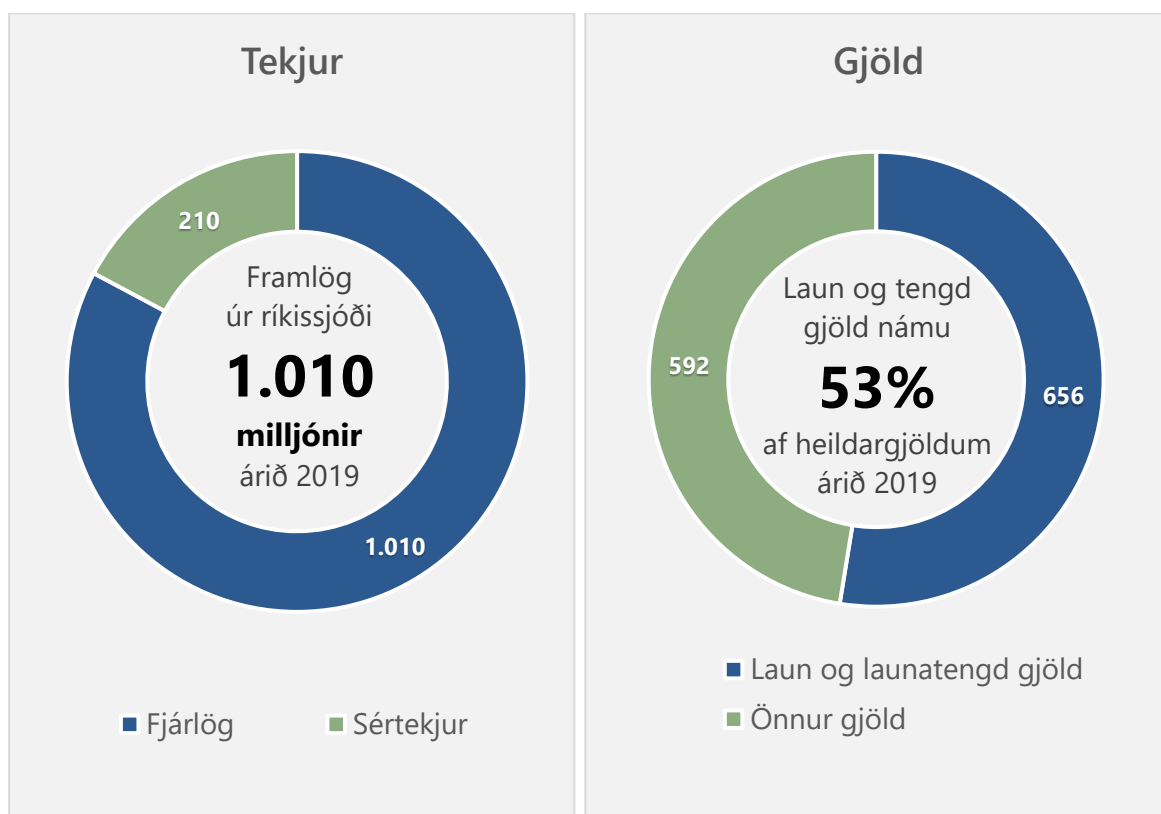 Tekjur
210
Framlög
úr ríkissjóði
1.010
milljónir
árið 2019
1.010
Fjárlög
Sértekjur
Gjöld
Laun og tengd
gjöld námu
53%
af heildargjöldum
árið 2019
592
656
Laun og launatengd gjöld
Önnur gjöld